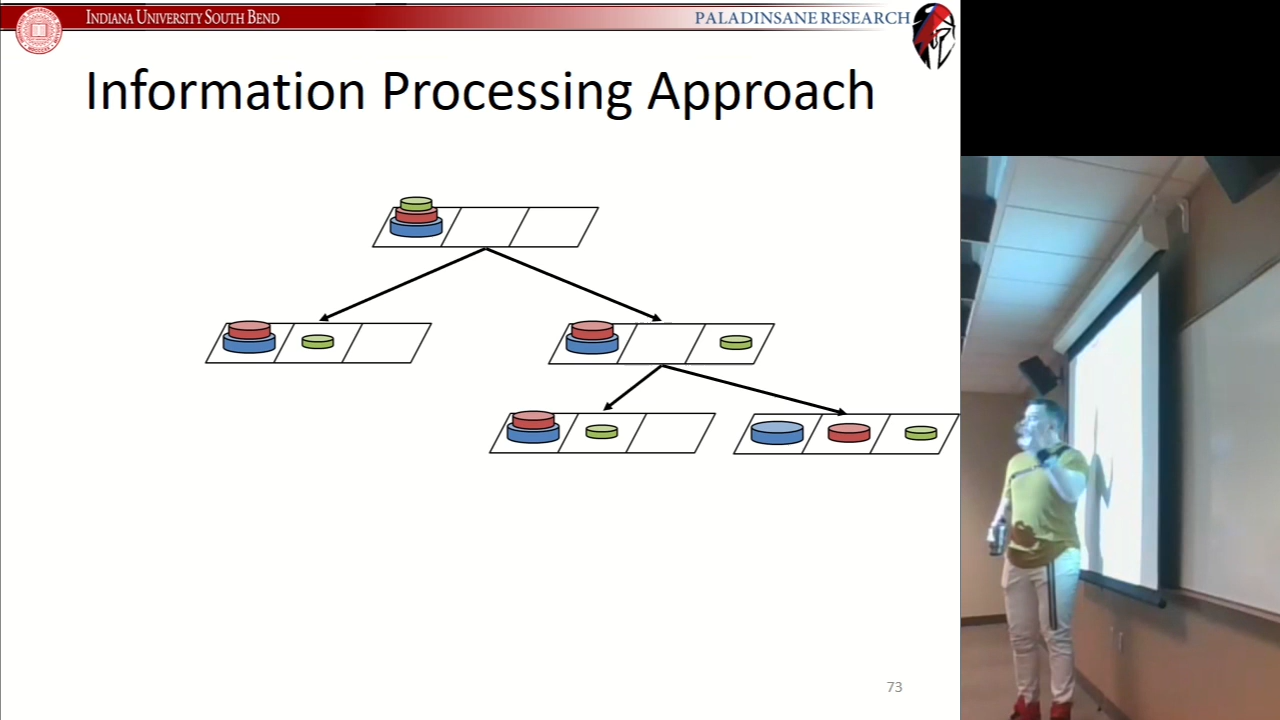 INDIANA UNIVERSITY SOUTH BEND
PALADINSANE RESEARCH
Information Processing Approach
73